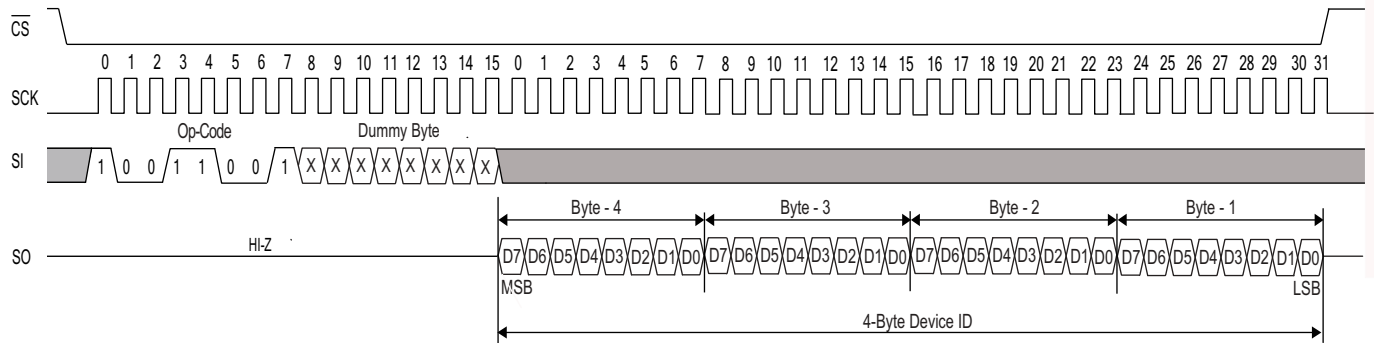 CS
0 1 2 3 4 5 6 7 8 9 10 11 12 13 14 15 0 1 2 3 4 5 6 7 8 9 10 11 12 13 14 15 16 17 18 19 20 21 22 23 24 25 26 27 28 29 30 31
SCK
Op-Code Dummy Byte
SI 1 0 0 1 1 0 0 1 X X X X X X X X
Byte - 4 Byte - 3 Byte - 2 Byte - 1
SO HI-Z D7 D6 D5 D4 D3 D2 D1 D0 D7 D6 D5 D4 D3 D2 D1 D0 D7 D6 D5 D4 D3 D2 D1 D0 D7 D6 D5 D4 D3 D2 D1 D0
MSB LSB
4-Byte Device ID